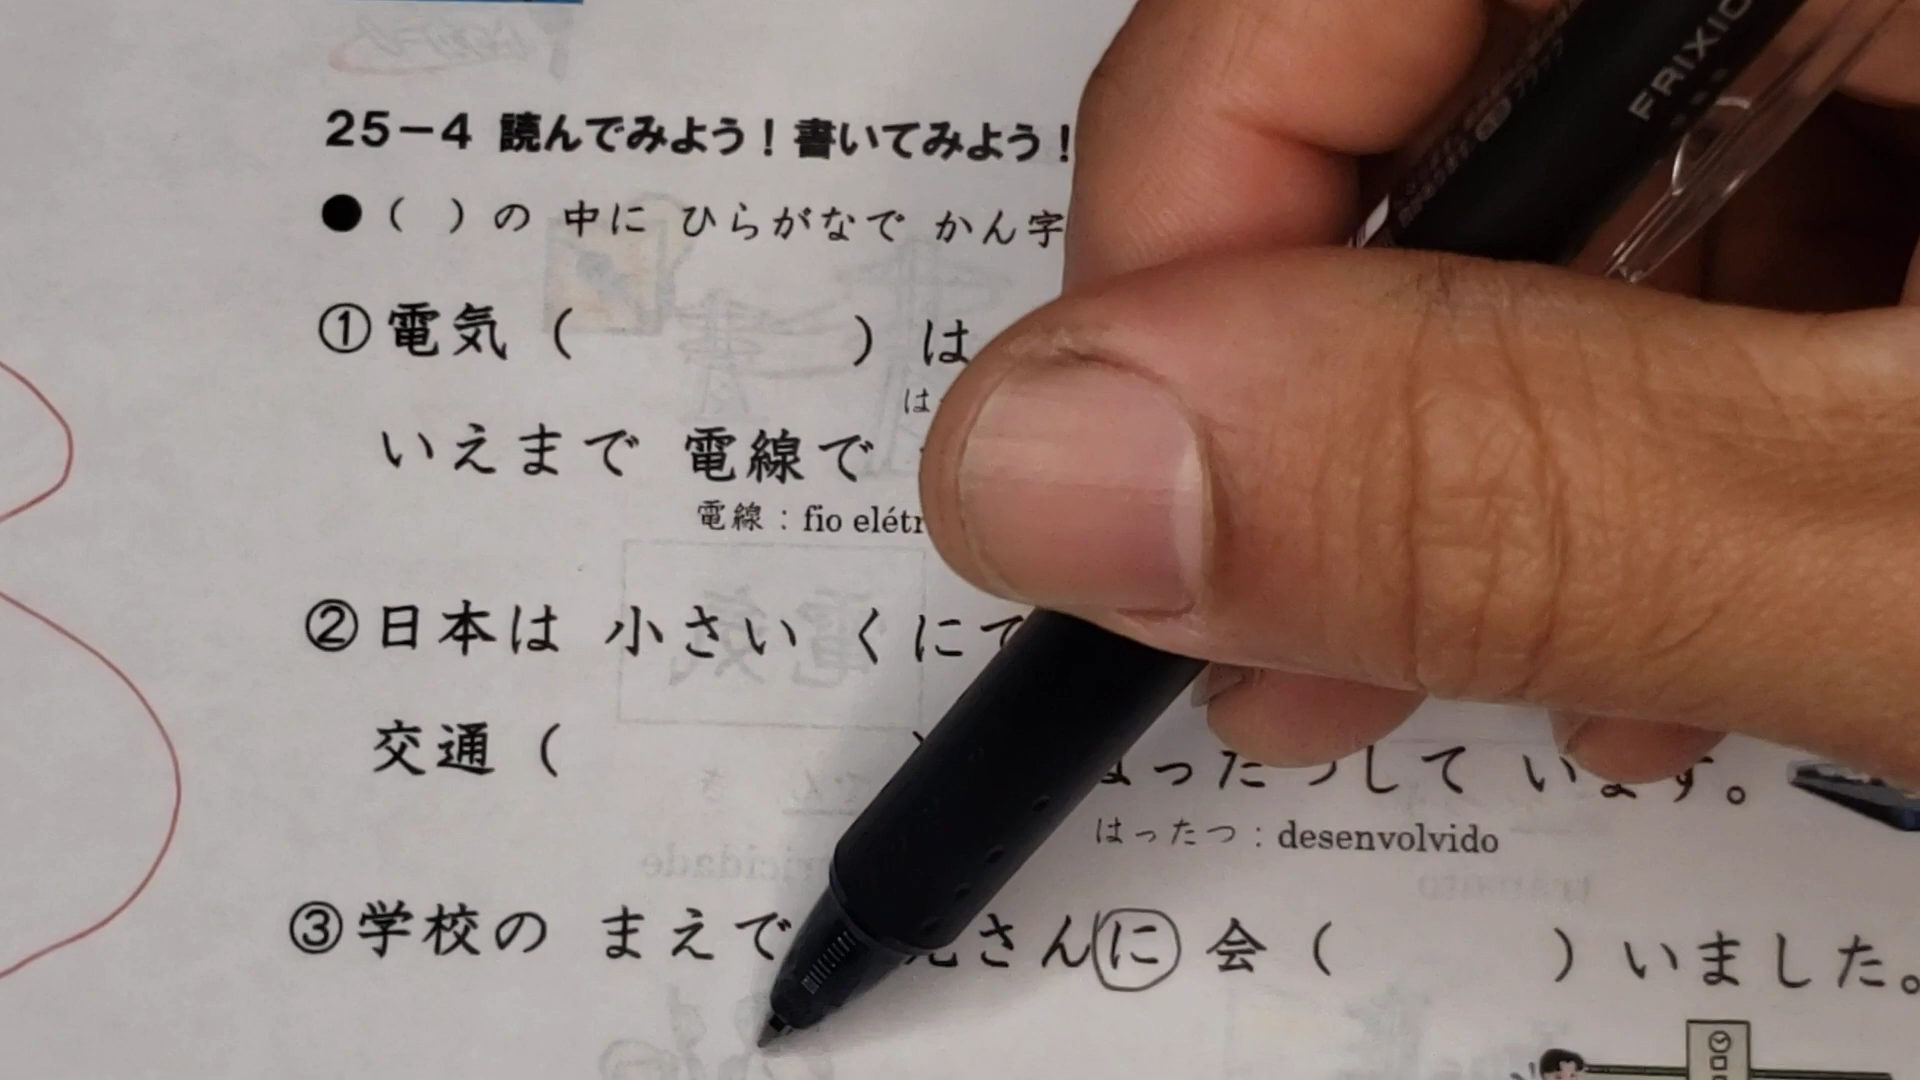 25-4 読んでみよう！書いてみよう！
●（ ）の 中に ひらがなで かん字
①電気（ ）は
は
いえまで 電線で
電線：fio elétr
②日本は 小さい くにで
交通（ ） はったつして います。
はったつ：desenvolvido
③学校の まえで さんに 会（ ）いました。
FRIXIO